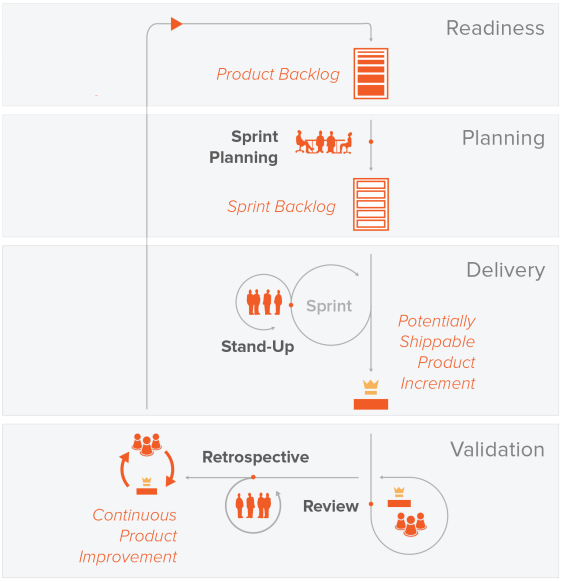 Readiness
Product Backlog
Planning
Sprint
Planning
Sprint Backlog
Delivery
Sprint
Stand-Up
Potentially
Shippable
Product
Increment
Validation
Retrospective
Review
Continuous
Product
Improvement